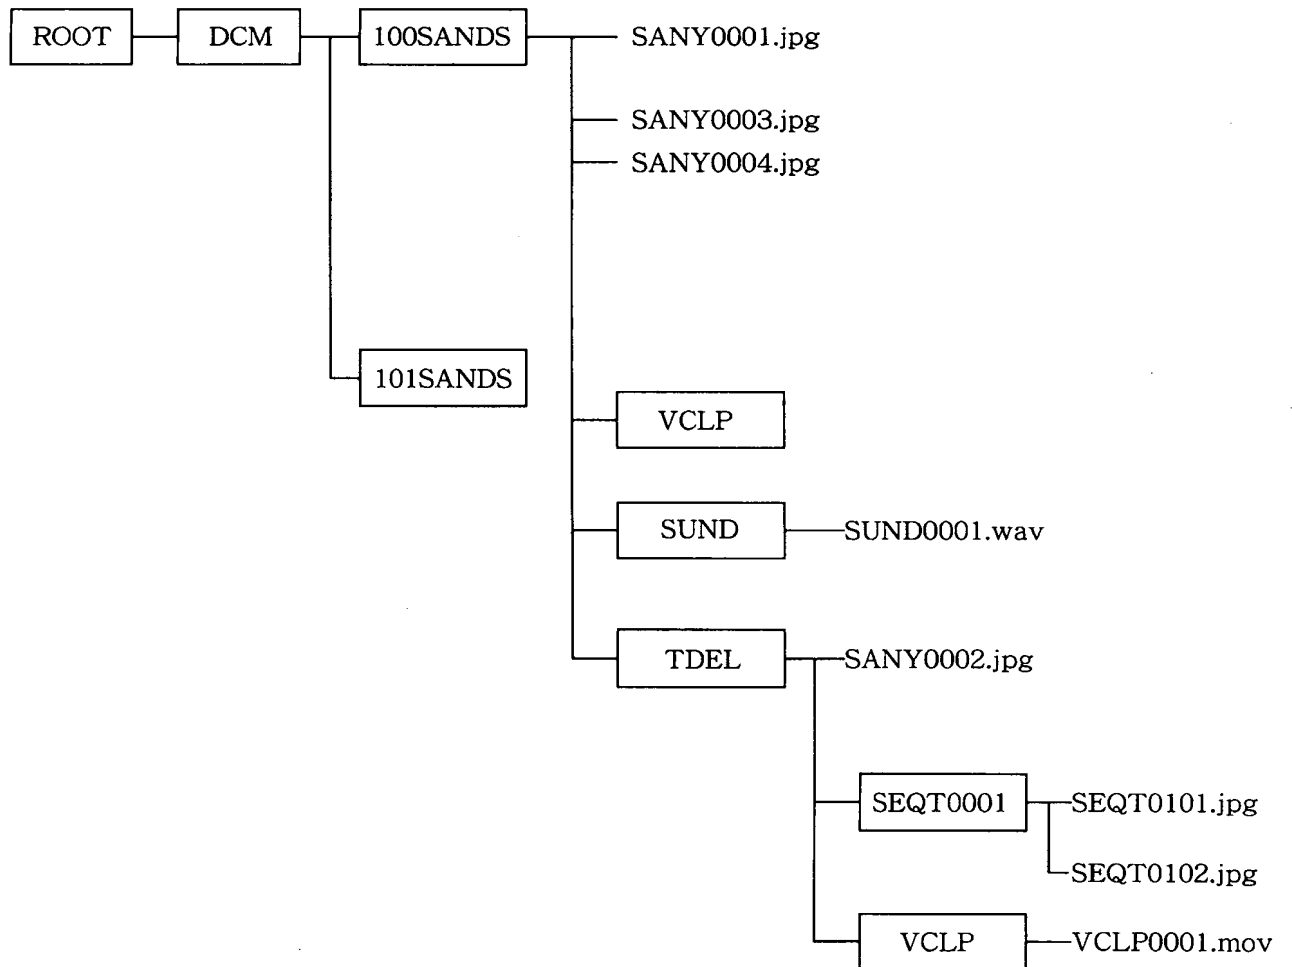 ROOT DCM 100SANDS SANY0001.jpg
SANY0003.jpg
SANY0004.jpg
101SANDS
VCLP
SUND SUND0001.wav
TDEL SANY0002.jpg
SEQT0001 SEQT0101.jpg
SEQT0102.jpg
VCLP VCLP0001.mov